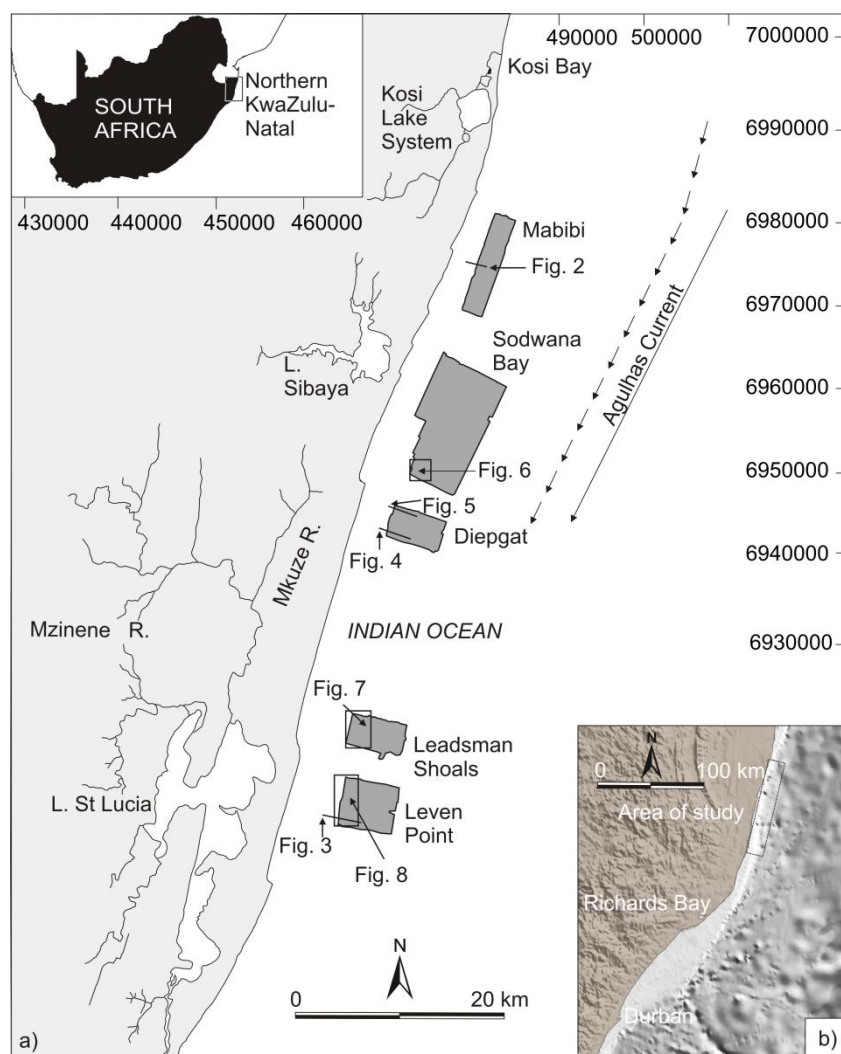 490000 500000
7000000
Kosi Bay
Northern
KwaZulu-
Natal
SOUTH
AFRICA
Kosi
Lake
System
6990000
430000 440000 450000 460000
6980000
Mabibi
Fig. 2
6970000
Agulhas Current
Sodwana
Bay
L.
Sibaya
6960000
Fig. 6
6950000
Fig. 5
Diepgat
Fig. 4
6940000
Mkuze R.
Mzinene R.
INDIAN OCEAN
6930000
Fig. 7
Leadsman
Shoals
L. St Lucia
Leven
Point
Fig. 3
Fig. 8
N
0 20 km
a)
N
0 100 km
Area of study
Richards Bay
Durban
b)